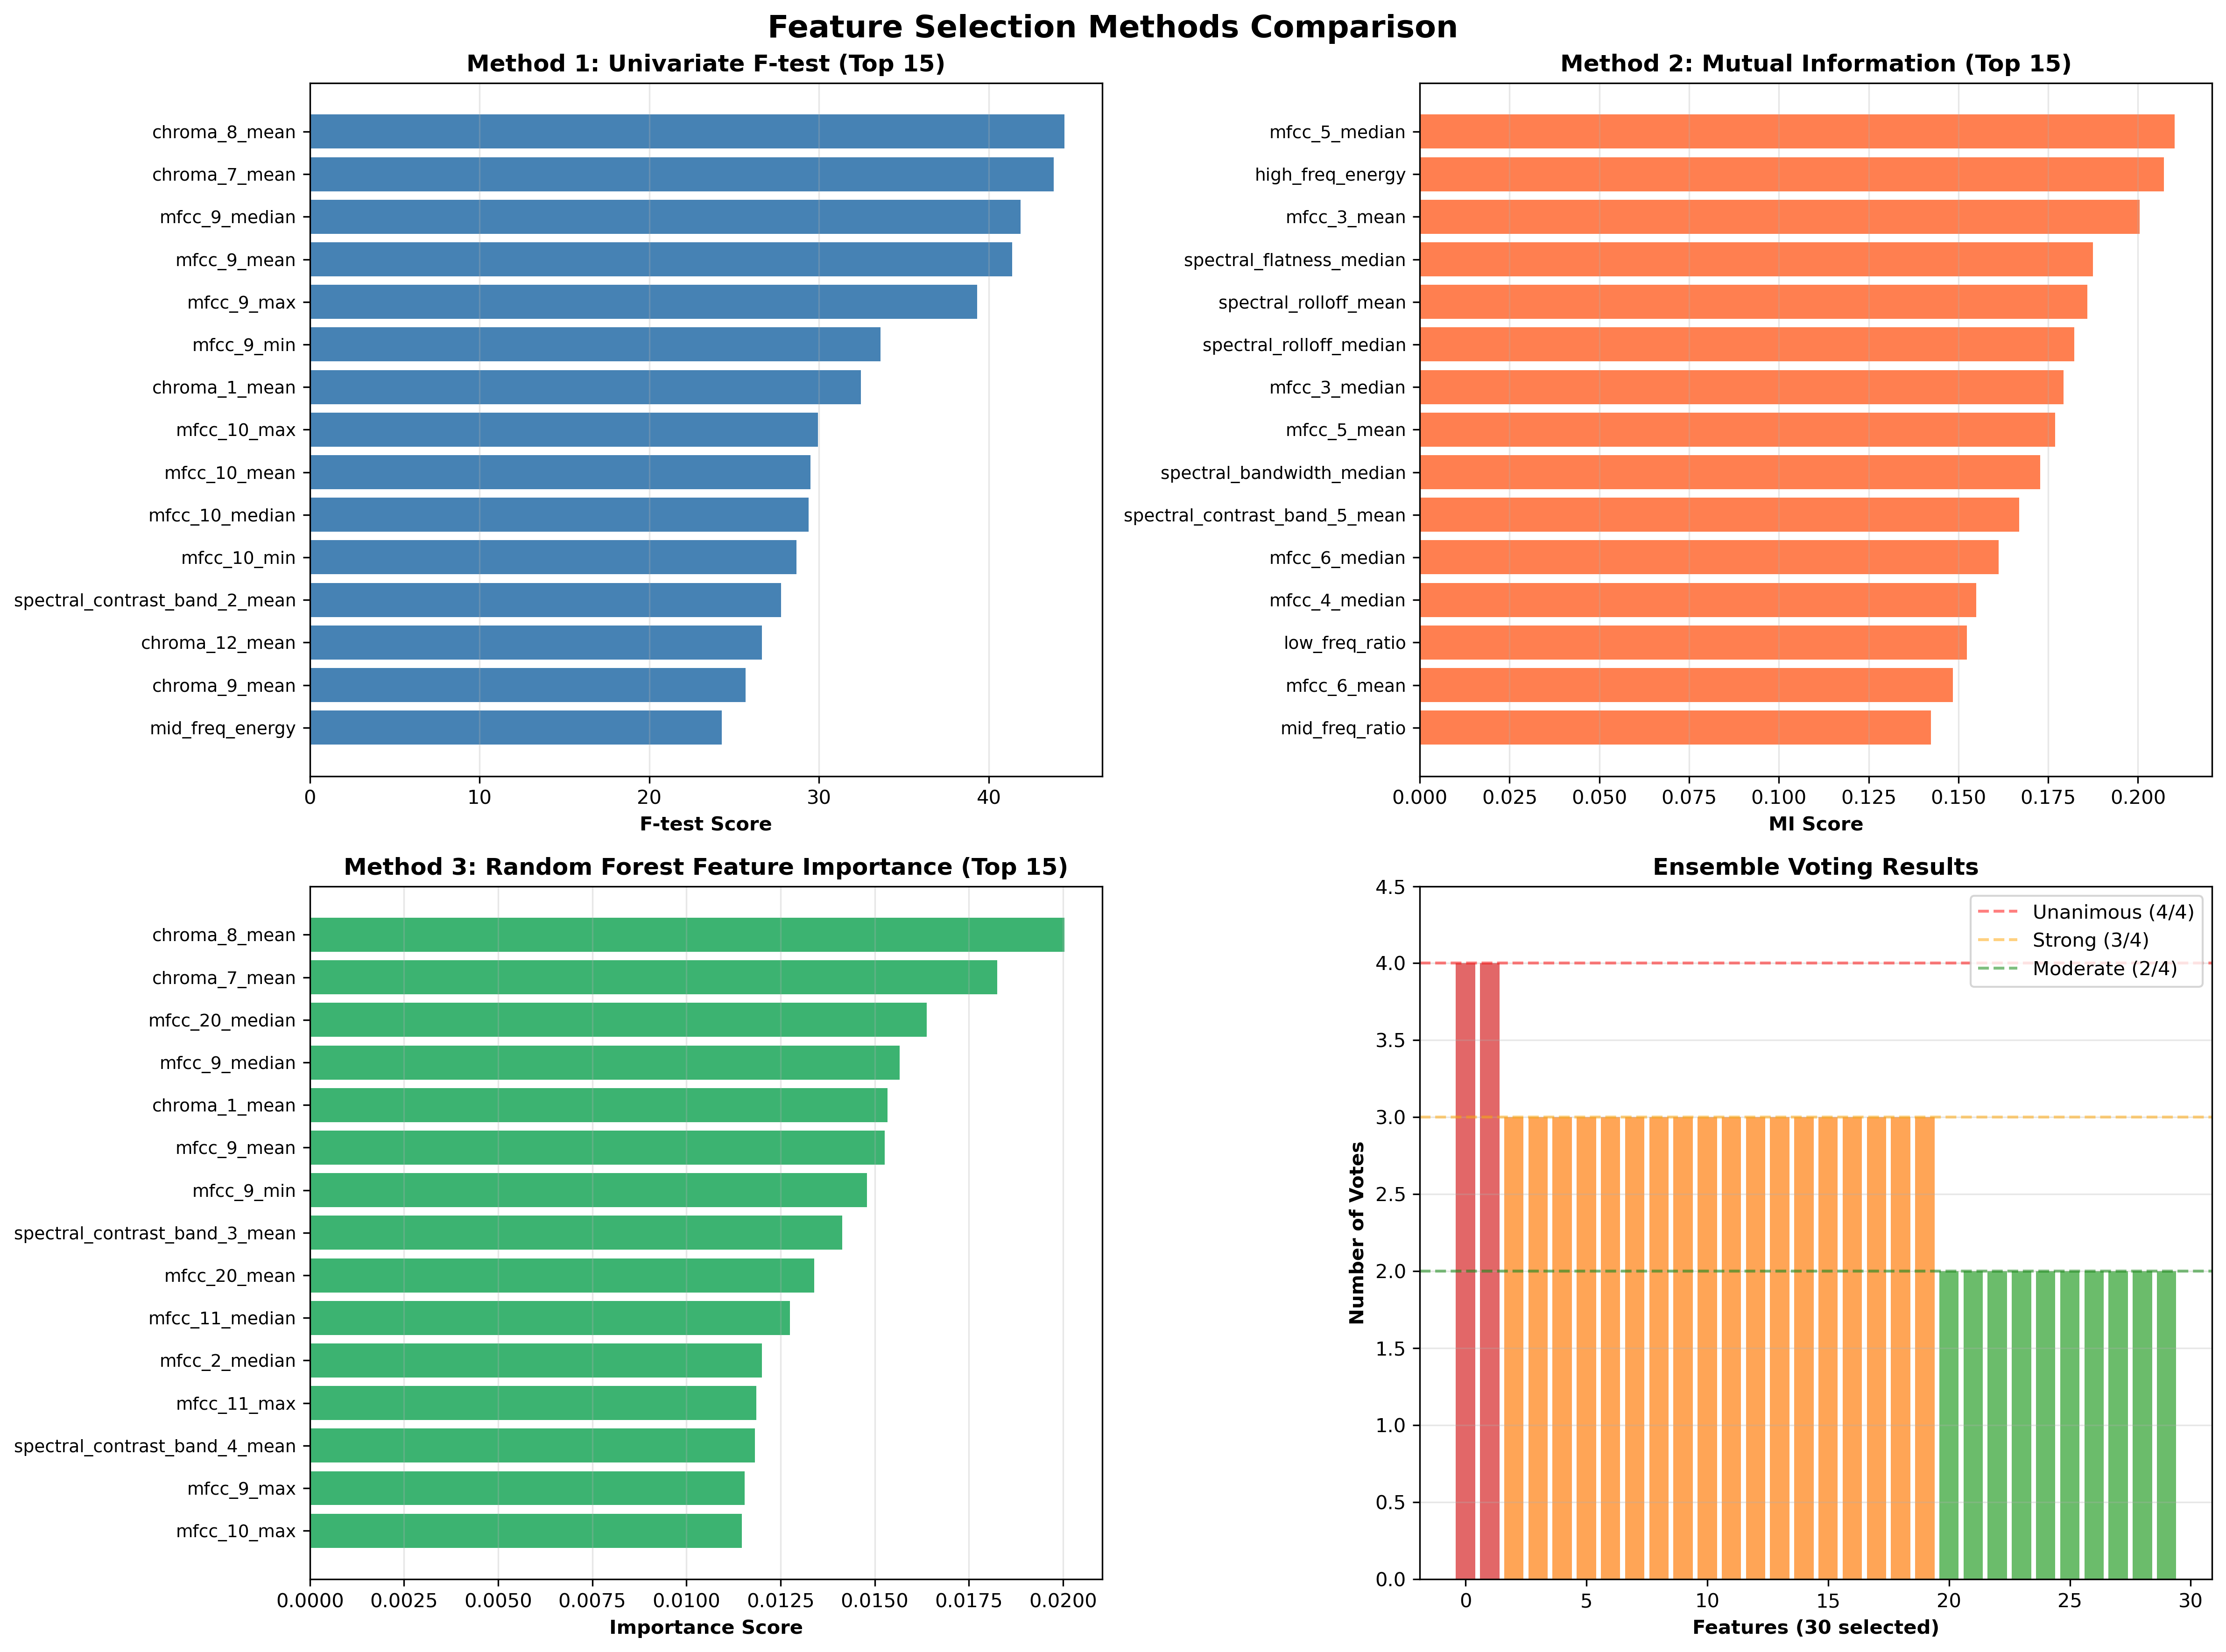 Feature Selection Methods Comparison
Method 1: Univariate F-test (Top 15)
chroma_8_mean
chroma_7_mean
mfcc_9_median
mfcc_9_mean
mfcc_9_max
mfcc_9_min
chroma_1_mean
mfcc_10_max
mfcc_10_mean
mfcc_10_median
mfcc_10_min
spectral_contrast_band_2_mean
chroma_12_mean
chroma_9_mean
mid_freq_energy
0 10 20 30 40
F-test Score
Method 2: Mutual Information (Top 15)
mfcc_5_median
high_freq_energy
mfcc_3_mean
spectral_flatness_median
spectral_rolloff_mean
spectral_rolloff_median
mfcc_3_median
mfcc_5_mean
spectral_bandwidth_median
spectral_contrast_band_5_mean
mfcc_6_median
mfcc_4_median
low_freq_ratio
mfcc_6_mean
mid_freq_ratio
0.000 0.025 0.050 0.075 0.100 0.125 0.150 0.175 0.200
MI Score
Method 3: Random Forest Feature Importance (Top 15)
chroma_8_mean
chroma_7_mean
mfcc_20_median
mfcc_9_median
chroma_1_mean
mfcc_9_mean
mfcc_9_min
spectral_contrast_band_3_mean
mfcc_20_mean
mfcc_11_median
mfcc_2_median
mfcc_11_max
spectral_contrast_band_4_mean
mfcc_9_max
mfcc_10_max
0.0000 0.0025 0.0050 0.0075 0.0100 0.0125 0.0150 0.0175 0.0200
Importance Score
Ensemble Voting Results
Unanimous (4/4)
Strong (3/4)
Moderate (2/4)
4.5
4.0
3.5
3.0
2.5
2.0
1.5
1.0
0.5
0.0
Number of Votes
0 5 10 15 20 25 30
Features (30 selected)